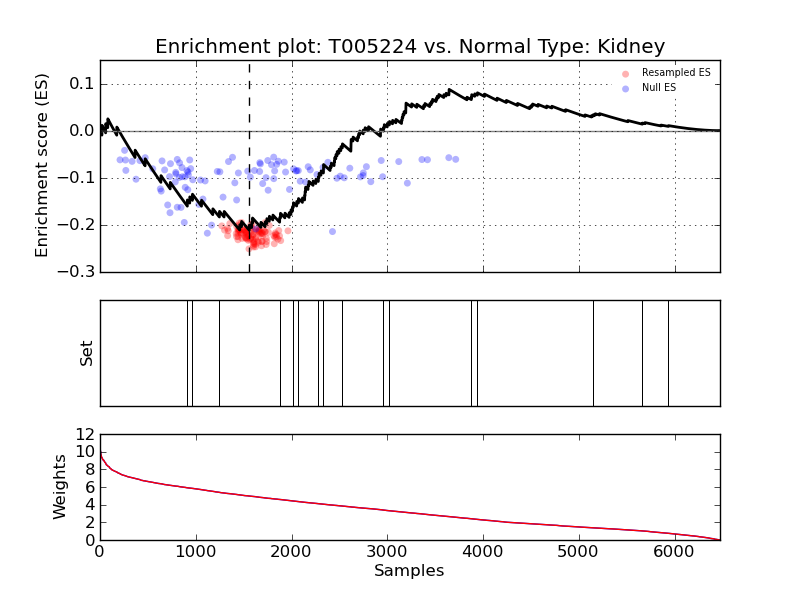 Enrichment plot: T005224 vs. Normal Type: Kidney
Resampled ES
Null ES
Enrichment score (ES)
0.1
0.0
−0.1
−0.2
−0.3
Set
Weights
12
10
8
6
4
2
0
0 1000 2000 3000 4000 5000 6000
Samples